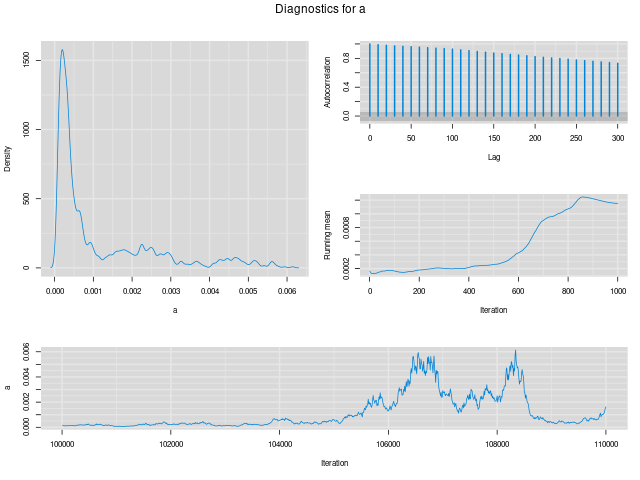 Diagnostics for a
Density
1500
1000
500
0
0.000 0.001 0.002 0.003 0.004 0.005 0.006
a
Autocorrelation
0.8
0.4
0.0
0 50 100 150 200 250 300
Lag
Running mean
0.0008
0.0002
0 200 400 600 800 1000
Iteration
a
0.006
0.004
0.002
0.000
100000 102000 104000 106000 108000 110000
Iteration